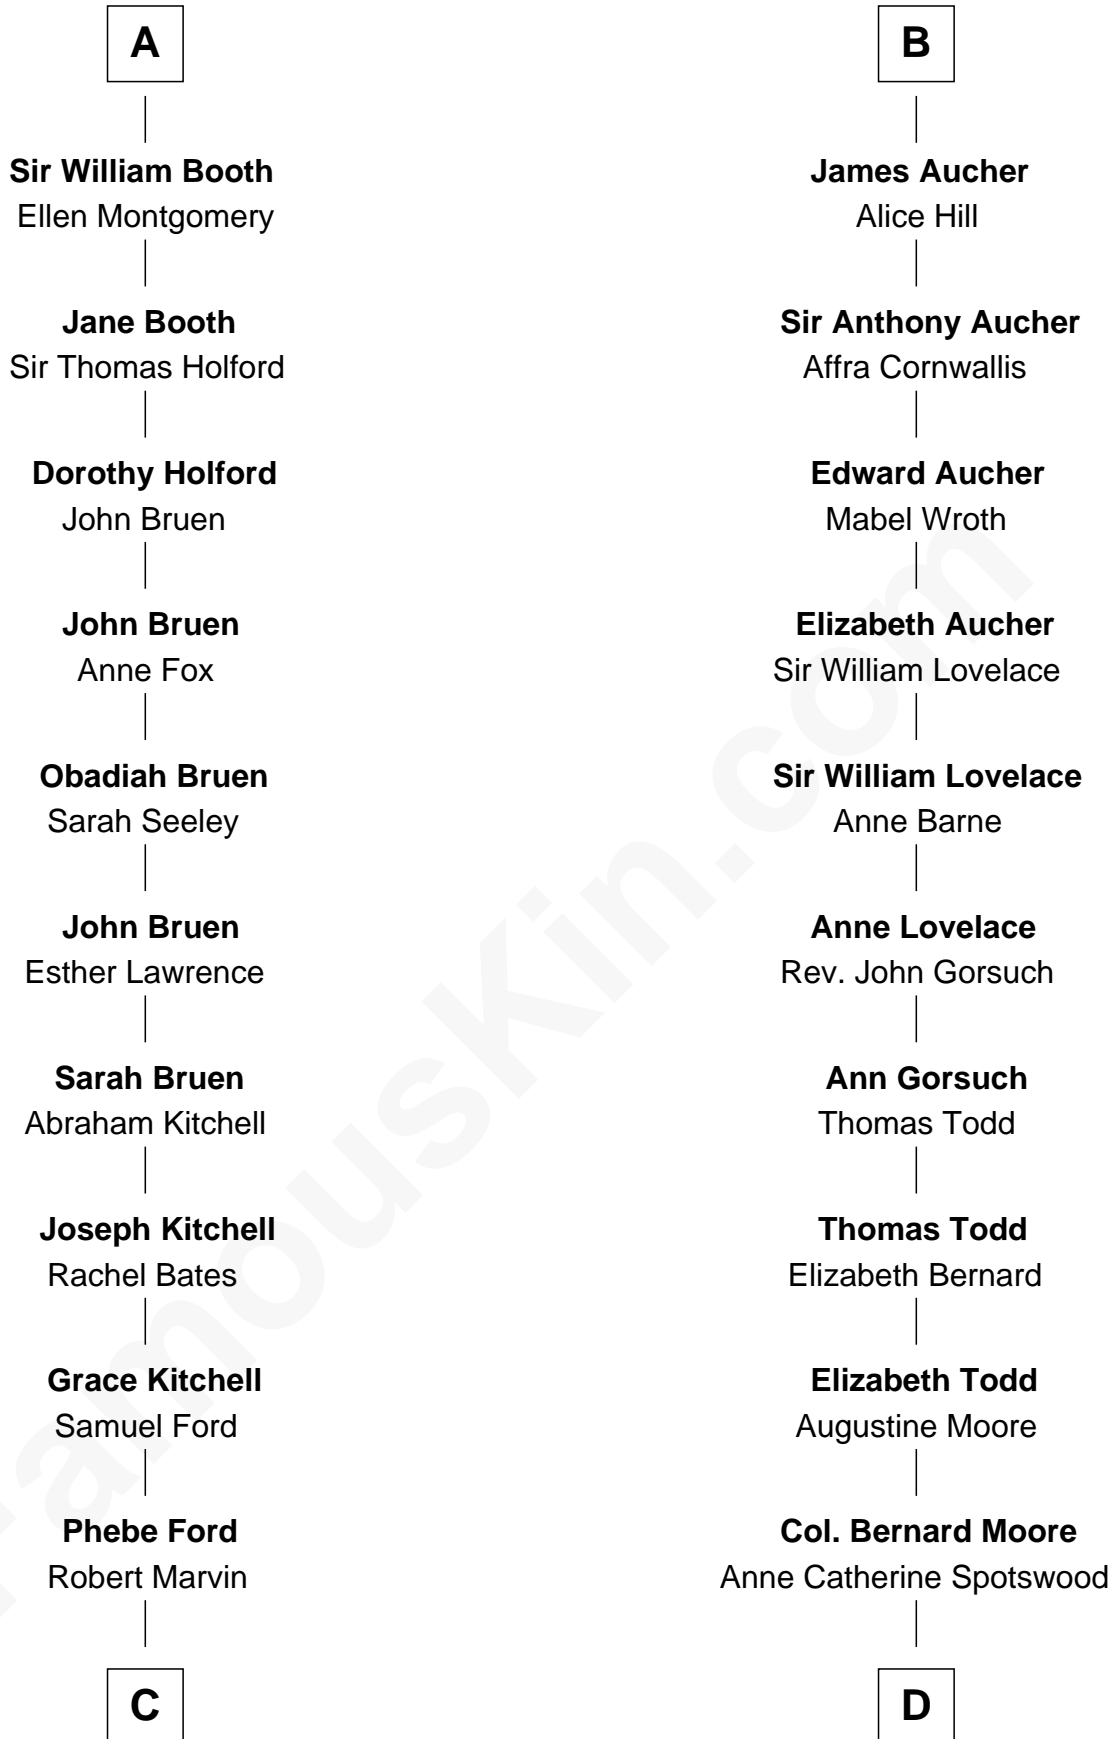 A
Sir William Booth
Ellen Montgomery
Jane Booth
Sir Thomas Holford
Dorothy Holford
John Bruen
John Bruen
Anne Fox
Obadiah Bruen
Sarah Seeley
John Bruen
Esther Lawrence
Sarah Bruen
Abraham Kitchell
Joseph Kitchell
Rachel Bates
Grace Kitchell
Samuel Ford
Phebe Ford
Robert Marvin
C
B
James Aucher
Alice Hill
Sir Anthony Aucher
Affra Cornwallis
Edward Aucher
Mabel Wroth
Elizabeth Aucher
Sir William Lovelace
Sir William Lovelace
Anne Barne
Anne Lovelace
Rev. John Gorsuch
Ann Gorsuch
Thomas Todd
Thomas Todd
Elizabeth Bernard
Elizabeth Todd
Augustine Moore
Col. Bernard Moore
Anne Catherine Spotswood
D
FamousKin.com